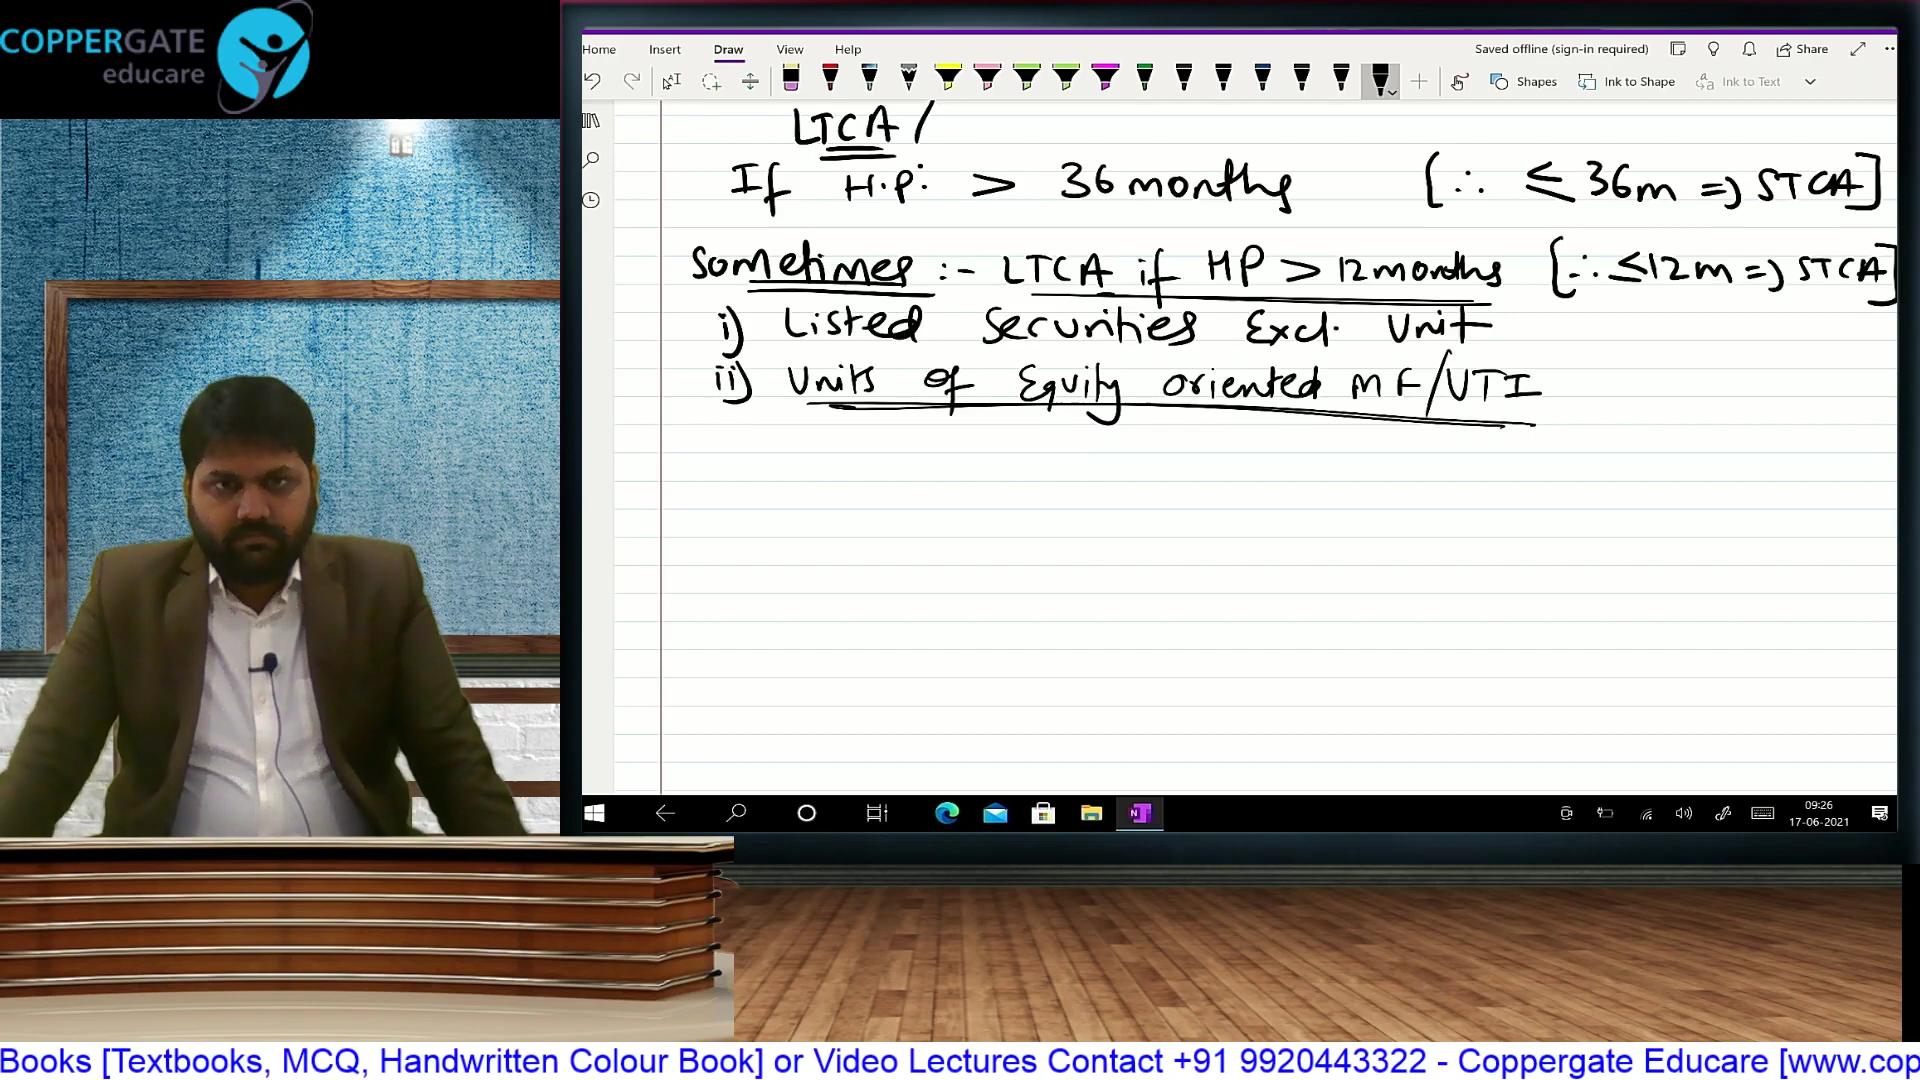 COPPERGATE
educare
Home Insert Draw View Help
Saved offline (sign-in required)
Share
Shapes
Ink to Shape
Ink to Text
LTCA /
If H.P. > 36 months [∴ ≤ 36m => STCA]
Sometimes :- LTCA if HP > 12 months [∴ ≤ 12m => STCA]
i) Listed Securities Excl. Unit
ii) Units of Equity oriented MF/UTI
09:26
17-06-2021
Books [Textbooks, MCQ, Handwritten Colour Book] or Video Lectures Contact +91 9920443322 - Coppergate Educare [www.cop